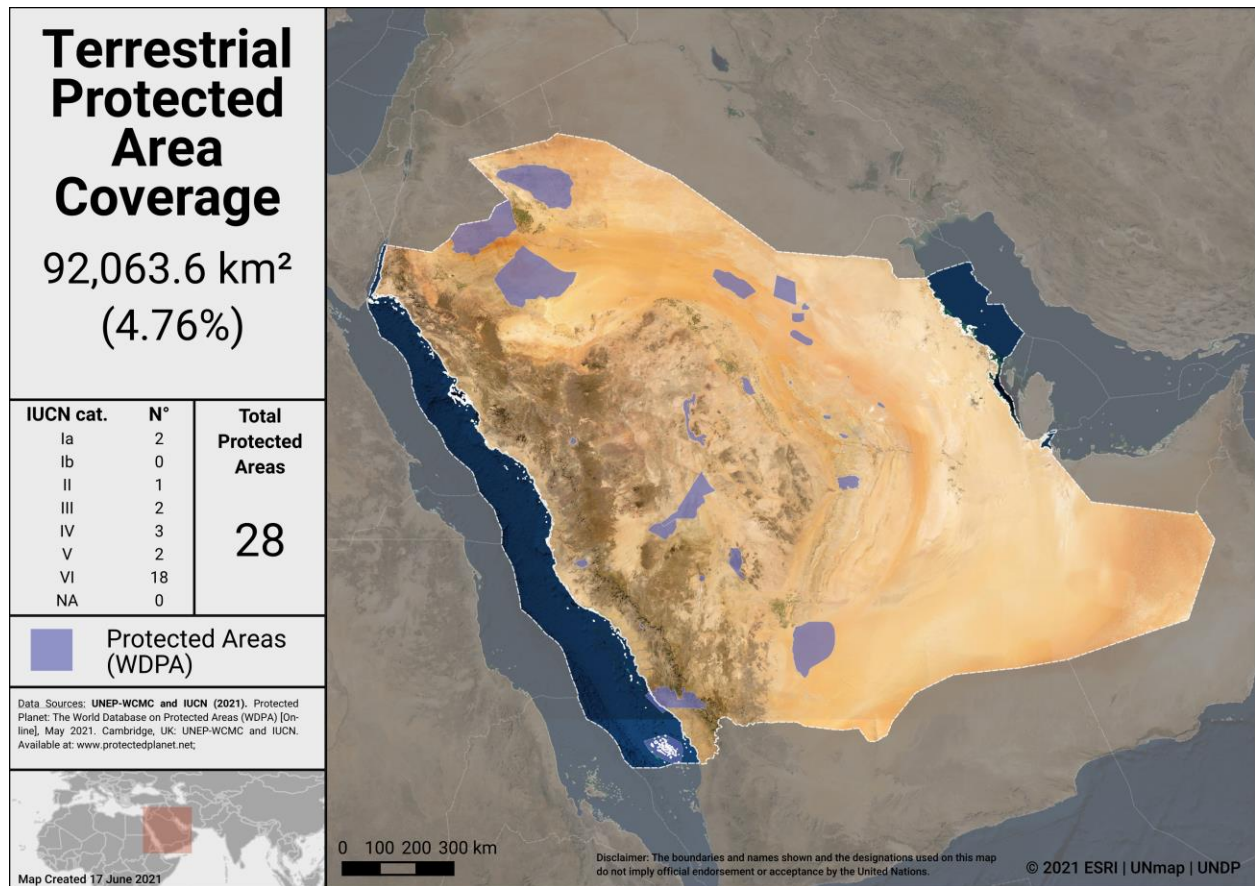 Terrestrial
Protected
Area
Coverage
92,063.6 km²
(4.76%)
IUCN cat. N°
Ia 2
Ib 0
II 1
III 2
IV 3
V 2
VI 18
NA 0
Total
Protected
Areas
28
Protected Areas
(WDPA)
Data Sources: UNEP-WCMC and IUCN (2021). Protected
Planet: The World Database on Protected Areas (WDPA) [On-
line], May 2021. Cambridge, UK: UNEP-WCMC and IUCN.
Available at: www.protectedplanet.net;
Map Created 17 June 2021
0 100 200 300 km
Disclaimer: The boundaries and names shown and the designations used on this map
do not imply official endorsement or acceptance by the United Nations.
© 2021 ESRI | UNmap | UNDP